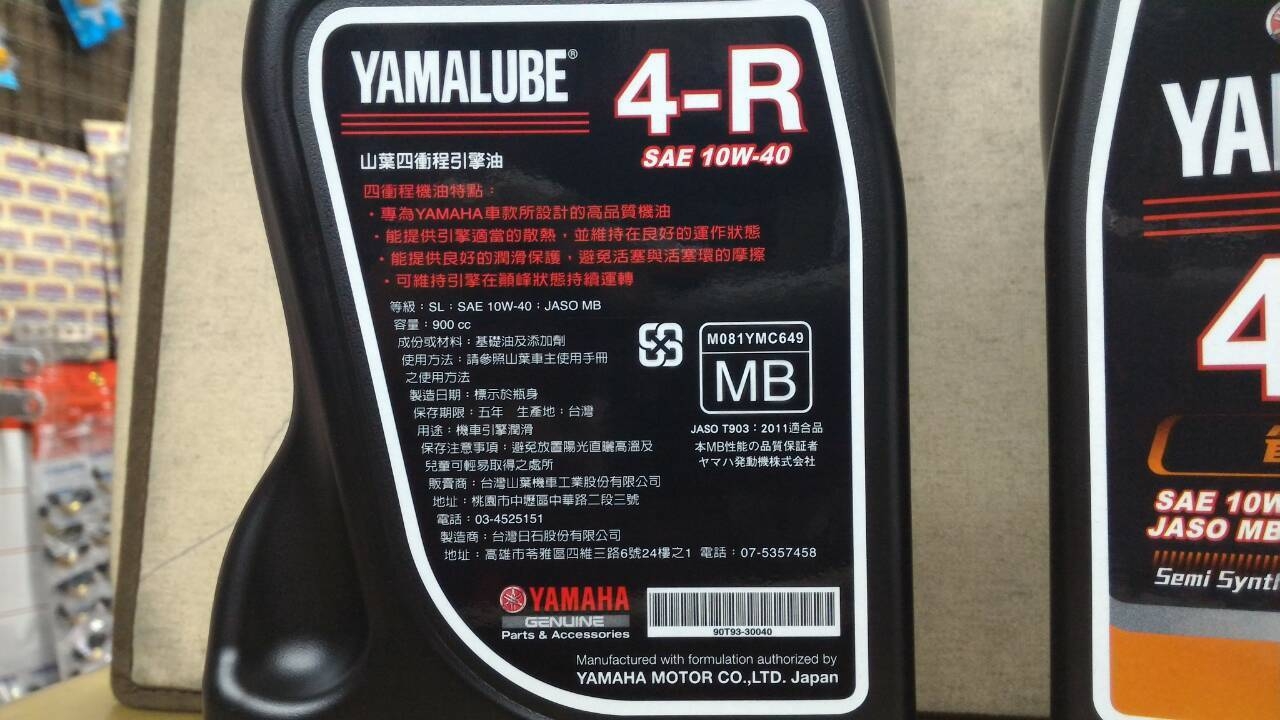 YAMALUBE®
4-R
SAE 10W-40
山葉四衝程引擎油
四衝程機油特點：
・專為YAMAHA車款所設計的高品質機油
・能提供引擎適當的散熱，並維持在良好的運作狀態
・能提供良好的潤滑保護，避免活塞與活塞環的摩擦
・可維持引擎在顛峰狀態持續運轉
等級：SL；SAE 10W-40；JASO MB
容量：900 cc
成份或材料：基礎油及添加劑
使用方法：請參照山葉車主使用手冊
之使用方法
製造日期：標示於瓶身
保存期限：五年　生產地：台灣
用途：機車引擎潤滑
保存注意事項：避免放置陽光直曬高溫及
兒童可輕易取得之處所
販賣商：台灣山葉機車工業股份有限公司
地址：桃園市中壢區中華路二段三號
電話：03-4525151
製造商：台灣日石股份有限公司
地址：高雄市苓雅區四維三路6號24樓之1 電話：07-5357458
M081YMC649
MB
JASO T903：2011適合品
本MB性能の品質保証者
ヤマハ発動機株式会社
YAMAHA
GENUINE
Parts & Accessories
90T93-30040
Manufactured with formulation authorized by
YAMAHA MOTOR CO.,LTD. Japan
YA
4
SAE 10W
JASO MB
Semi Synth